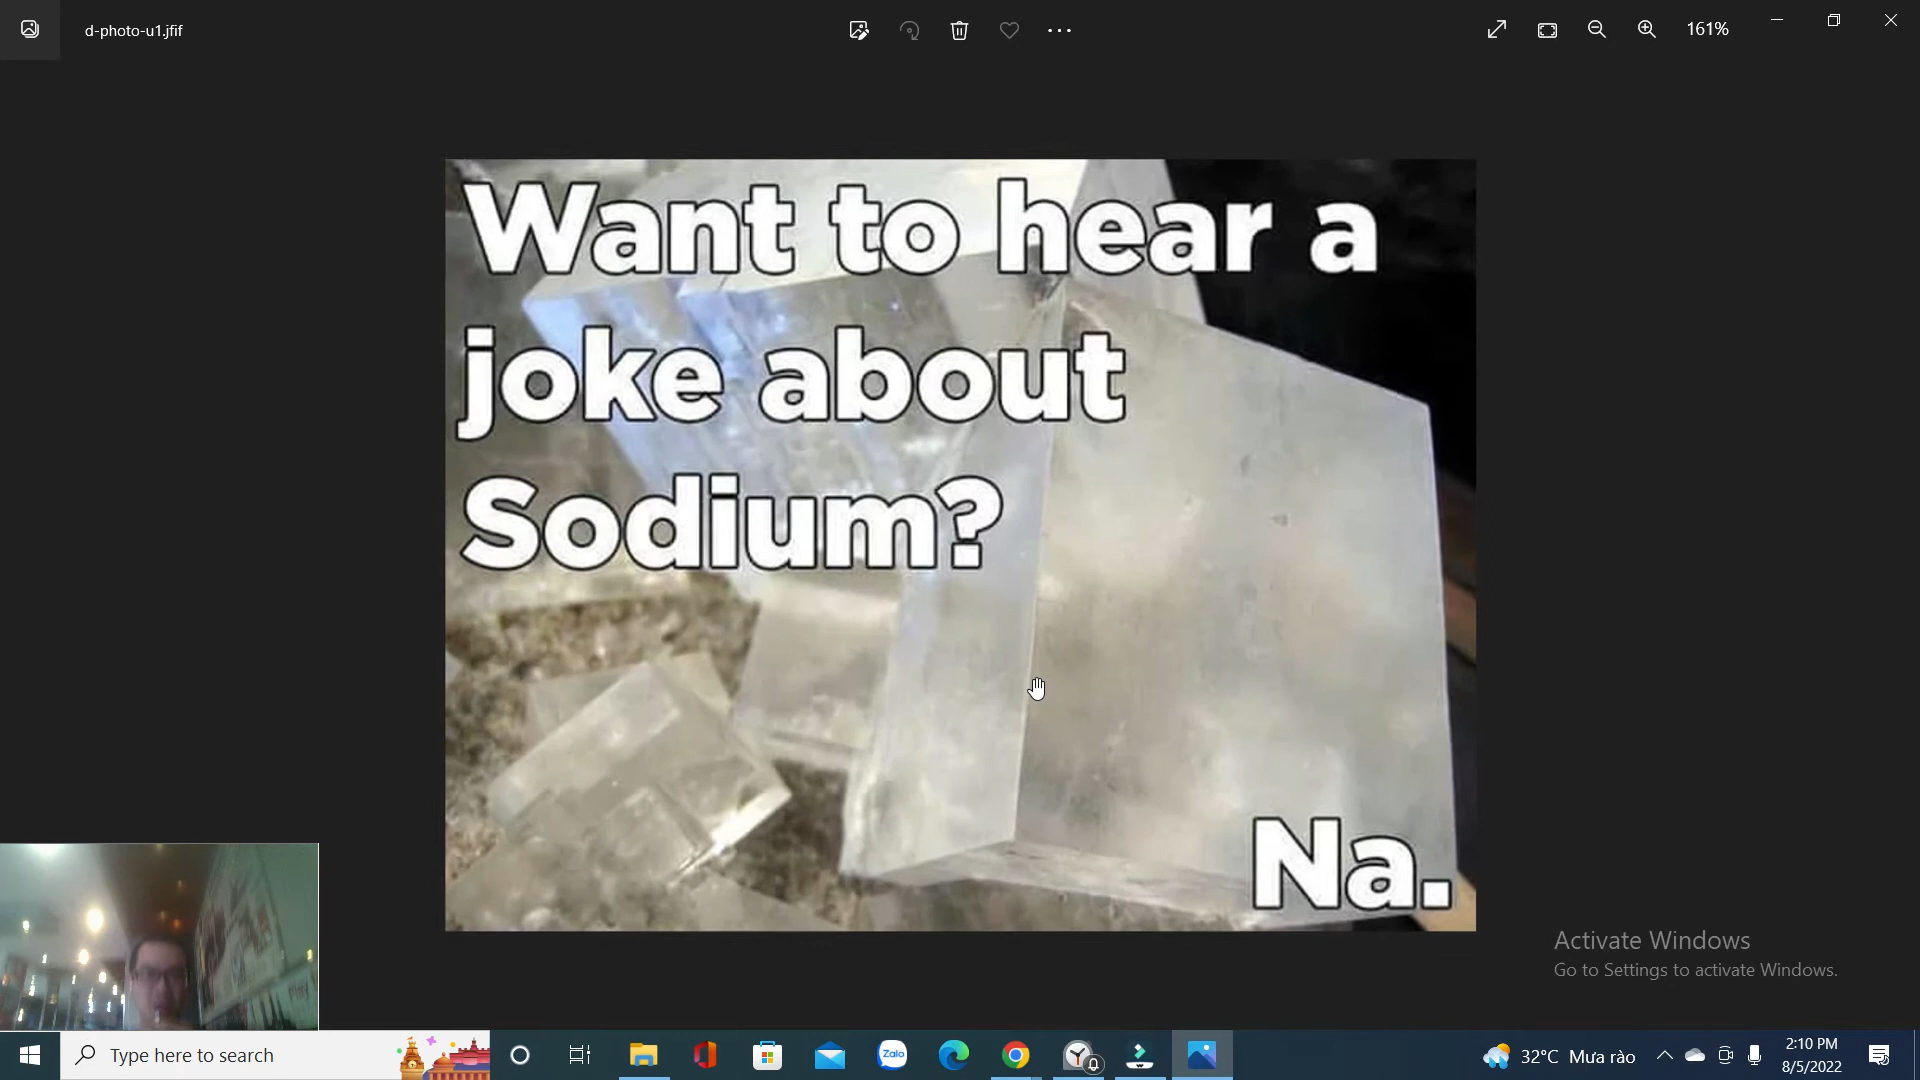 d-photo-u1.jfif
161%
Want to hear a
joke about
Sodium?
Na.
Activate Windows
Go to Settings to activate Windows.
Type here to search
Zalo
32°C Mưa rào
2:10 PM
8/5/2022